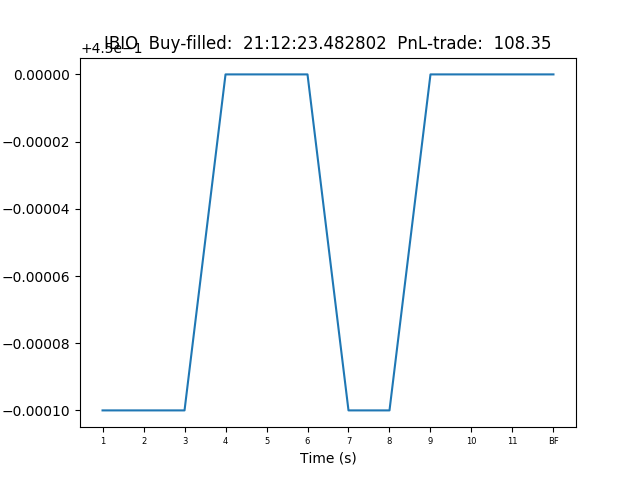 IBIO  Buy-filled:  21:12:23.482802  PnL-trade:  108.35
+4.5e−1
0.00000
−0.00002
−0.00004
−0.00006
−0.00008
−0.00010
1 2 3 4 5 6 7 8 9 10 11 BF
Time (s)